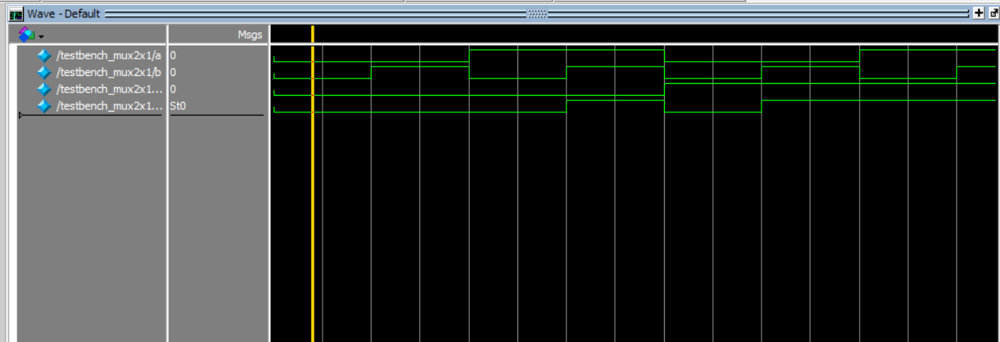 Wave - Default
Msgs
/testbench_mux2x1/a 0
/testbench_mux2x1/b 0
/testbench_mux2x1... 0
/testbench_mux2x1... St0